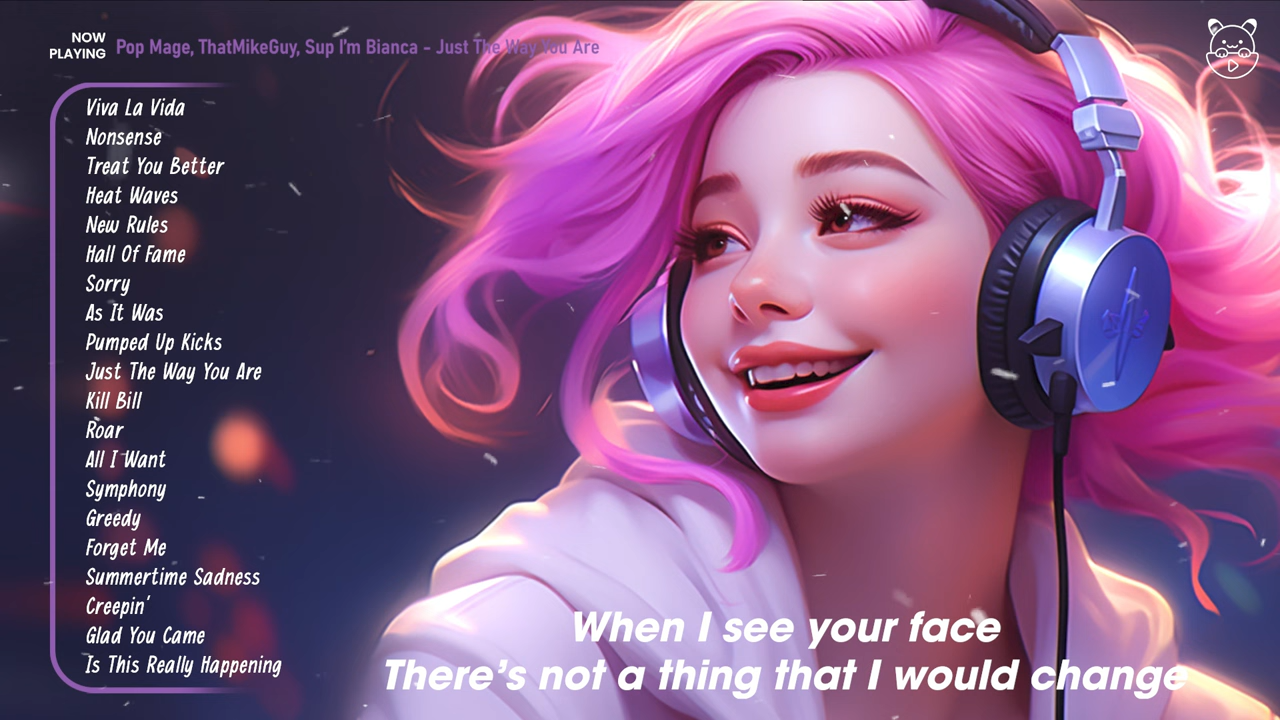 NOW
PLAYING
Pop Mage, ThatMikeGuy, Sup I'm Bianca - Just The Way You Are
Viva La Vida
Nonsense
Treat You Better
Heat Waves
New Rules
Hall Of Fame
Sorry
As It Was
Pumped Up Kicks
Just The Way You Are
Kill Bill
Roar
All I Want
Symphony
Greedy
Forget Me
Summertime Sadness
Creepin'
Glad You Came
Is This Really Happening
When I see your face
There's not a thing that I would change